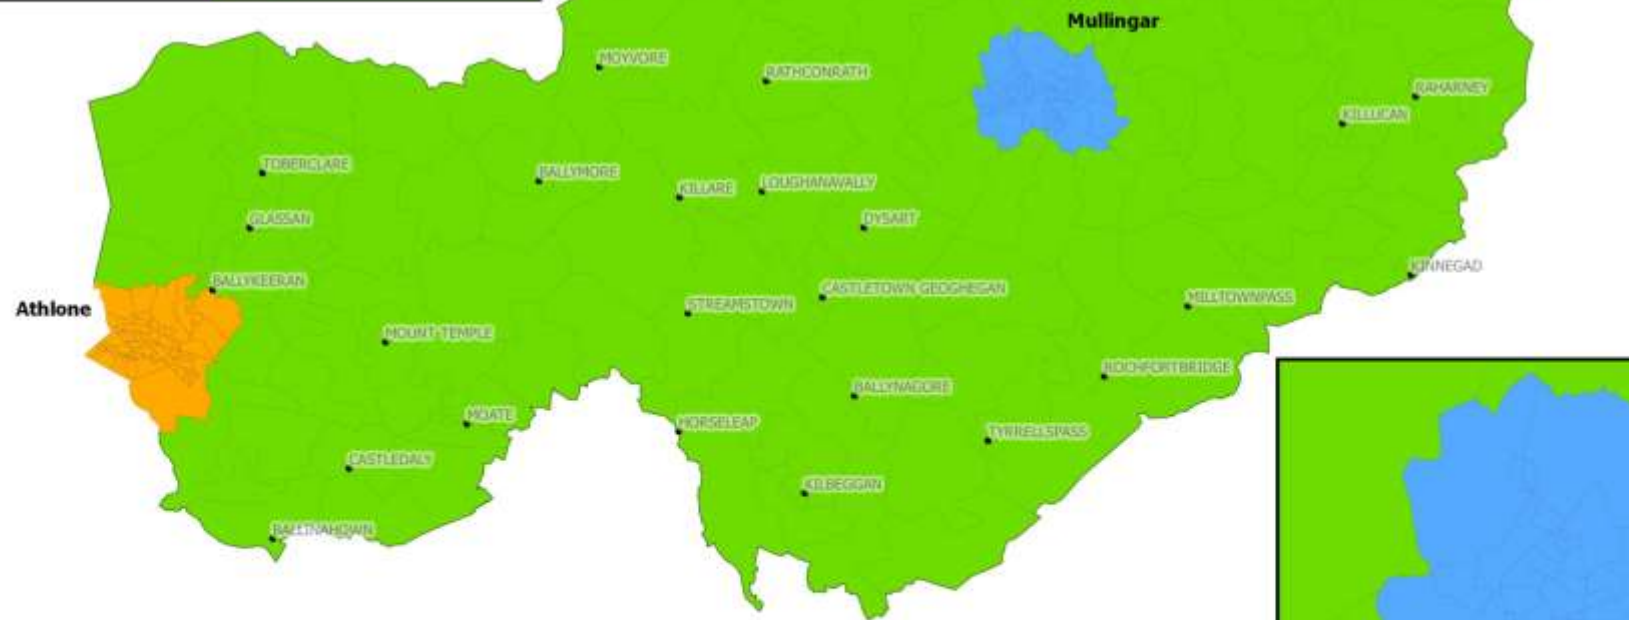 Mullingar
MOYVORE
RATHCONRATH
RAHARNEY
KILLUCAN
TOBERCLARE
BALLYMORE
KILLARE
LOUGHANAVALLY
GLASSAN
DYSART
BALLYKEERAN
KINNEGAD
CASTLETOWN GEOGHEGAN
MILLTOWNPASS
STREAMSTOWN
Athlone
MOUNT TEMPLE
ROCHFORTBRIDGE
BALLYNAGORE
MOATE
HORSELEAP
TYRRELLSPASS
CASTLEDALY
KILBEGGAN
BALLINAHOWN